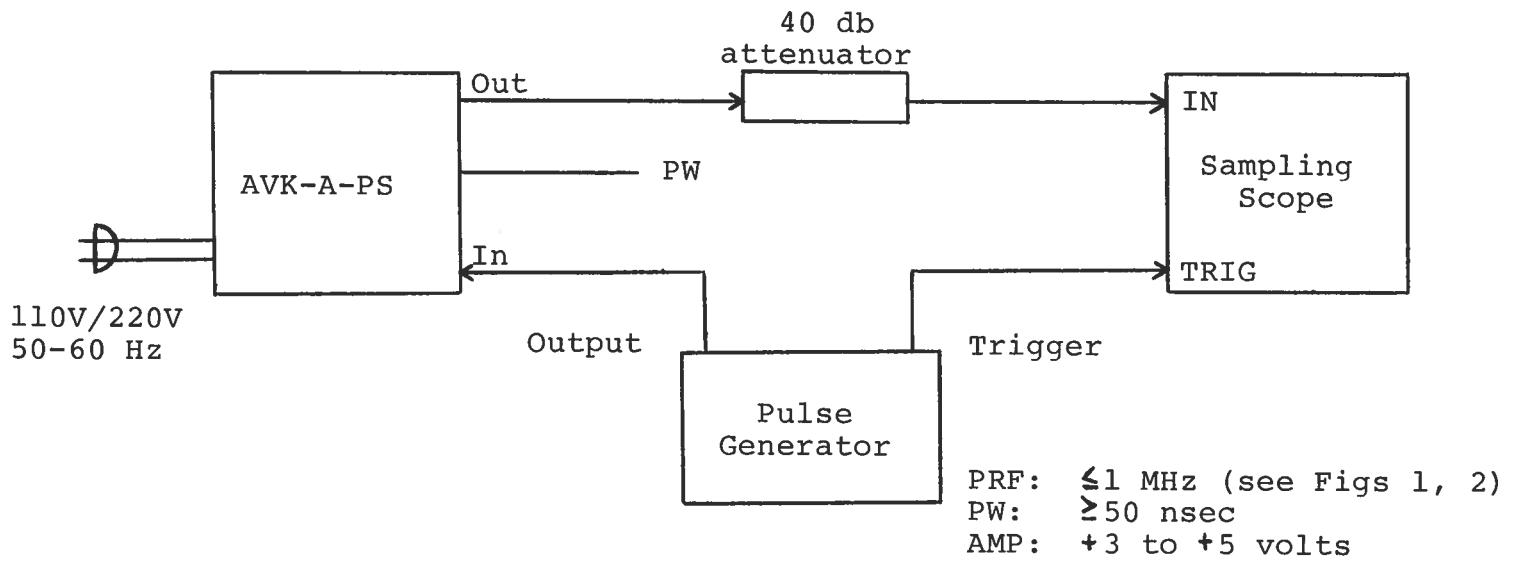 40 db
attenuator
Out
IN
AVK-A-PS
PW
Sampling
Scope
In
TRIG
110V/220V
50-60 Hz
Output
Trigger
Pulse
Generator
PRF: ≤1 MHz (see Figs 1, 2)
PW: ≥50 nsec
AMP: +3 to +5 volts